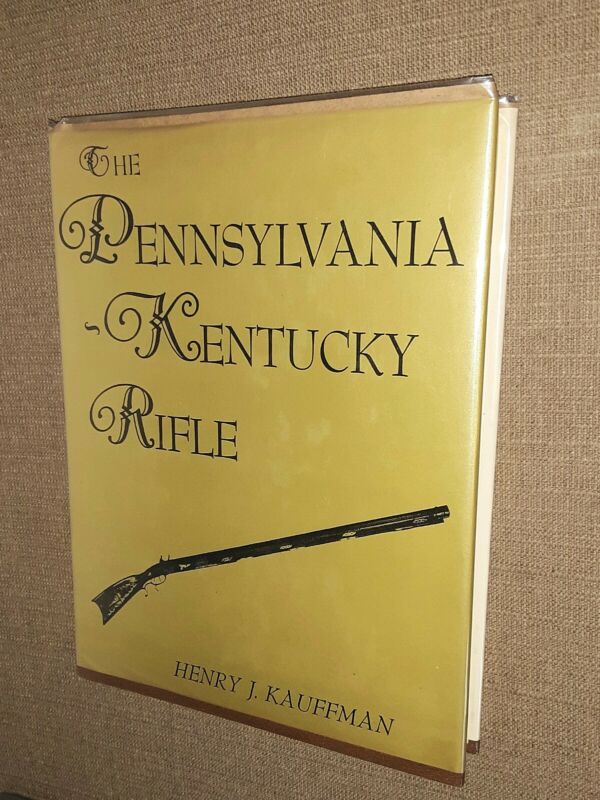 THE
PENNSYLVANIA
-KENTUCKY
RIFLE
HENRY J. KAUFFMAN